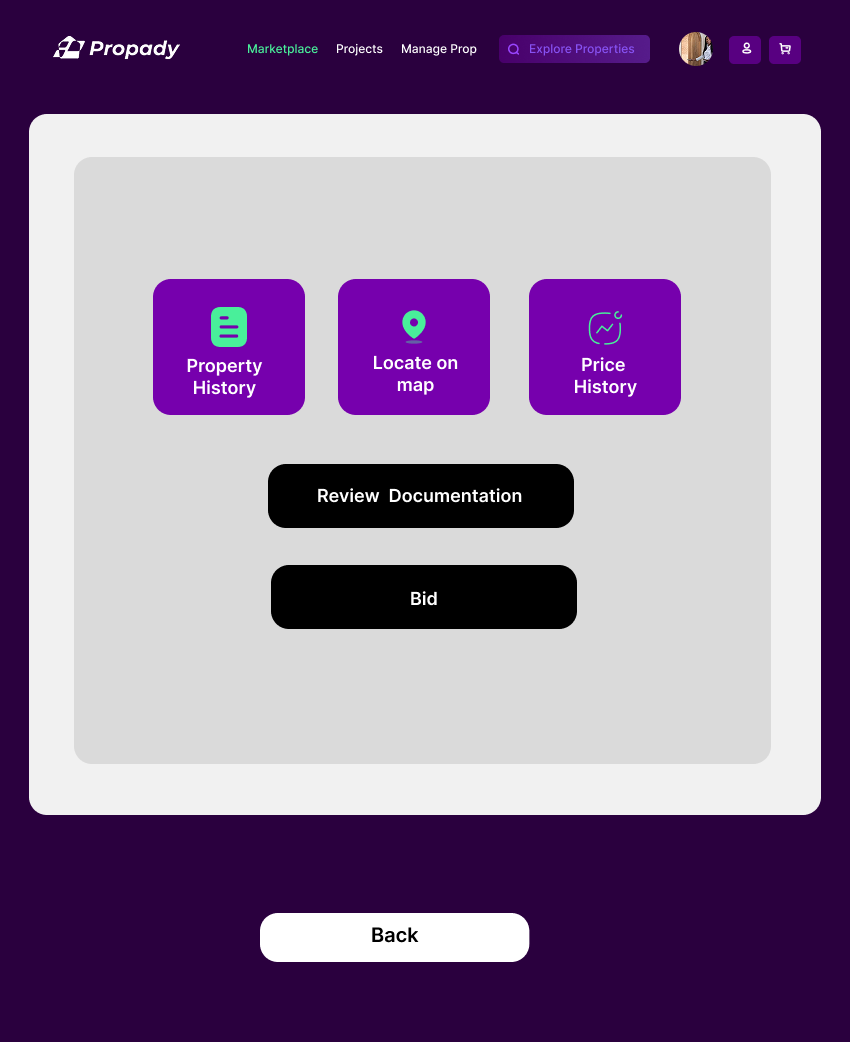 Propady
Marketplace Projects Manage Prop Explore Properties
Property
History
Locate on
map
Price
History
Review Documentation
Bid
Back